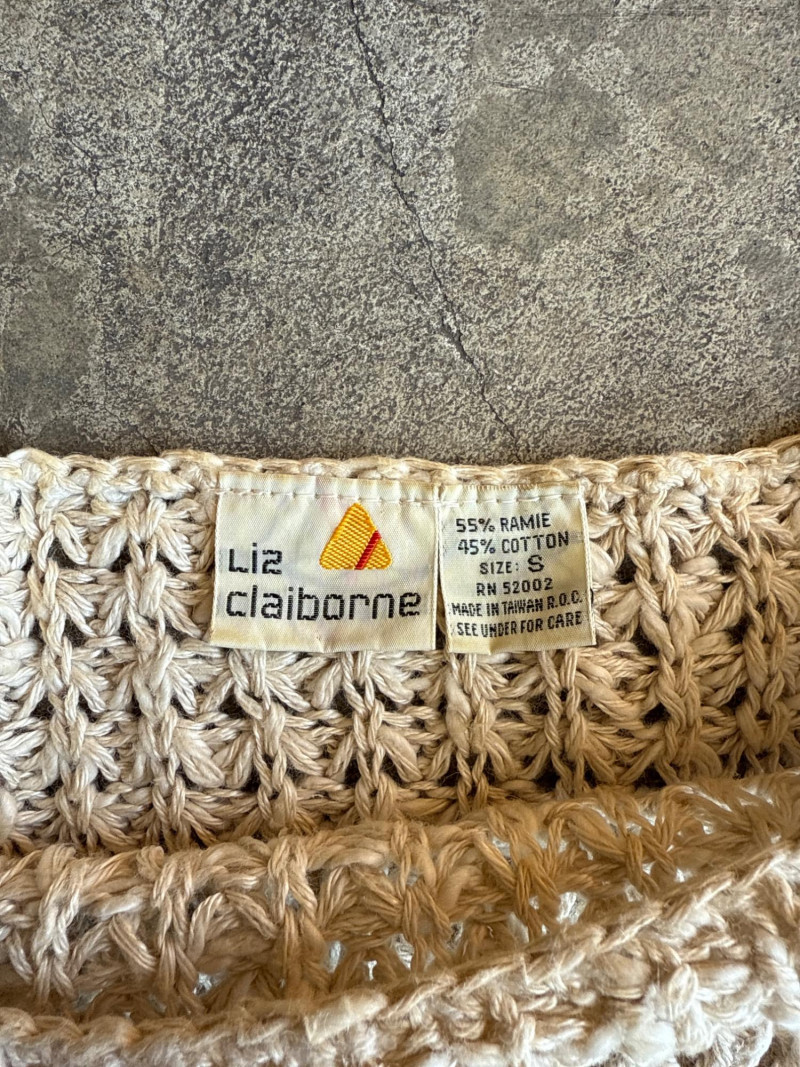 Liz
claiborne
55% RAMIE
45% COTTON
SIZE: S
RN 52002
MADE IN TAIWAN R.O.C.
SEE UNDER FOR CARE